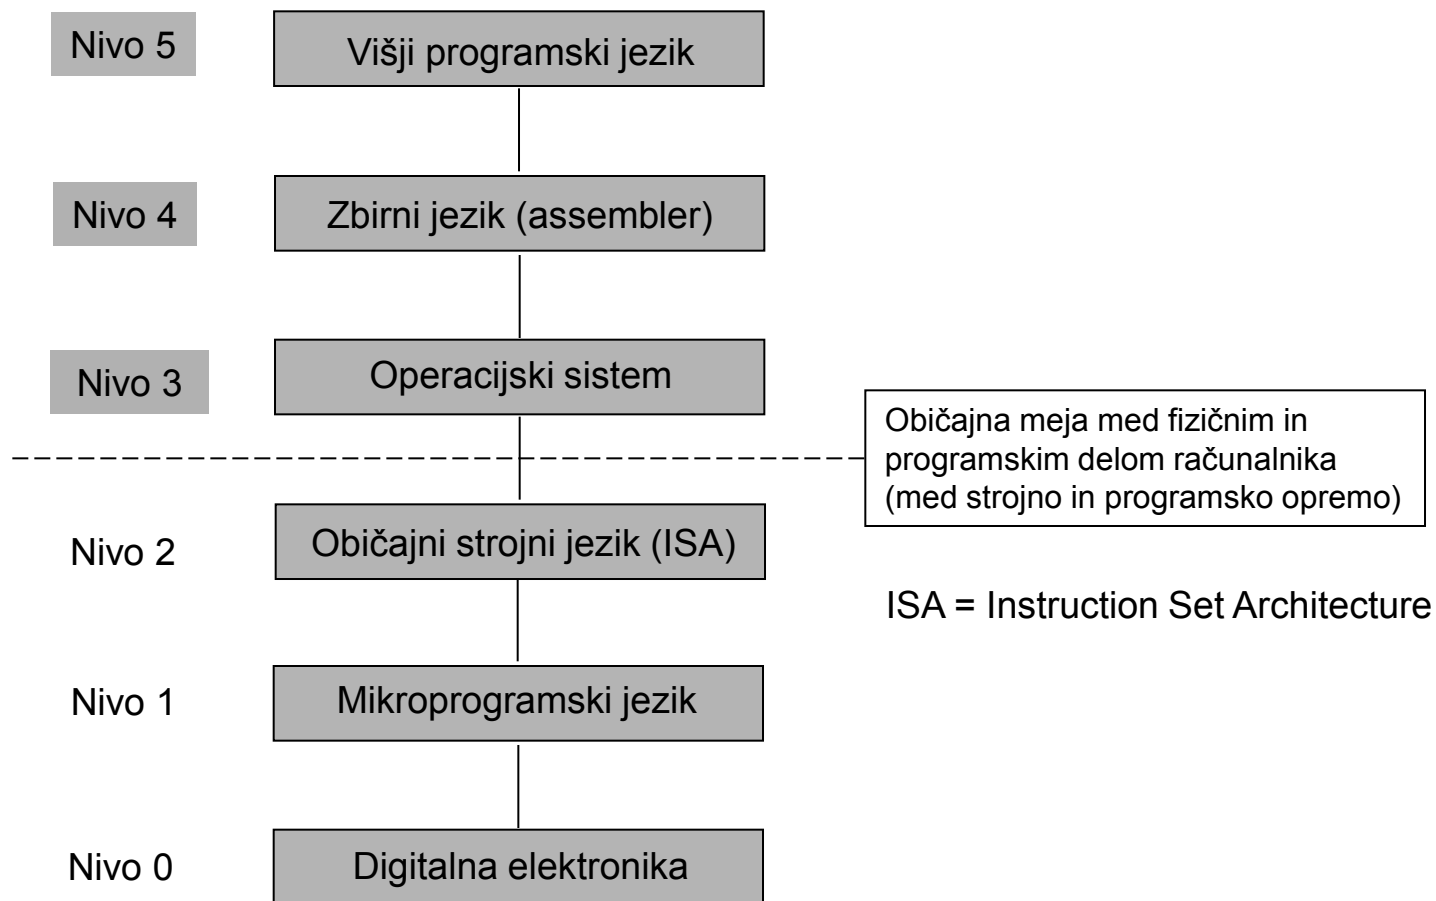 Nivo 5
Višji programski jezik
Nivo 4
Zbirni jezik (assembler)
Nivo 3
Operacijski sistem
Običajna meja med fizičnim in
programskim delom računalnika
(med strojno in programsko opremo)
Nivo 2
Običajni strojni jezik (ISA)
ISA = Instruction Set Architecture
Nivo 1
Mikroprogramski jezik
Nivo 0
Digitalna elektronika